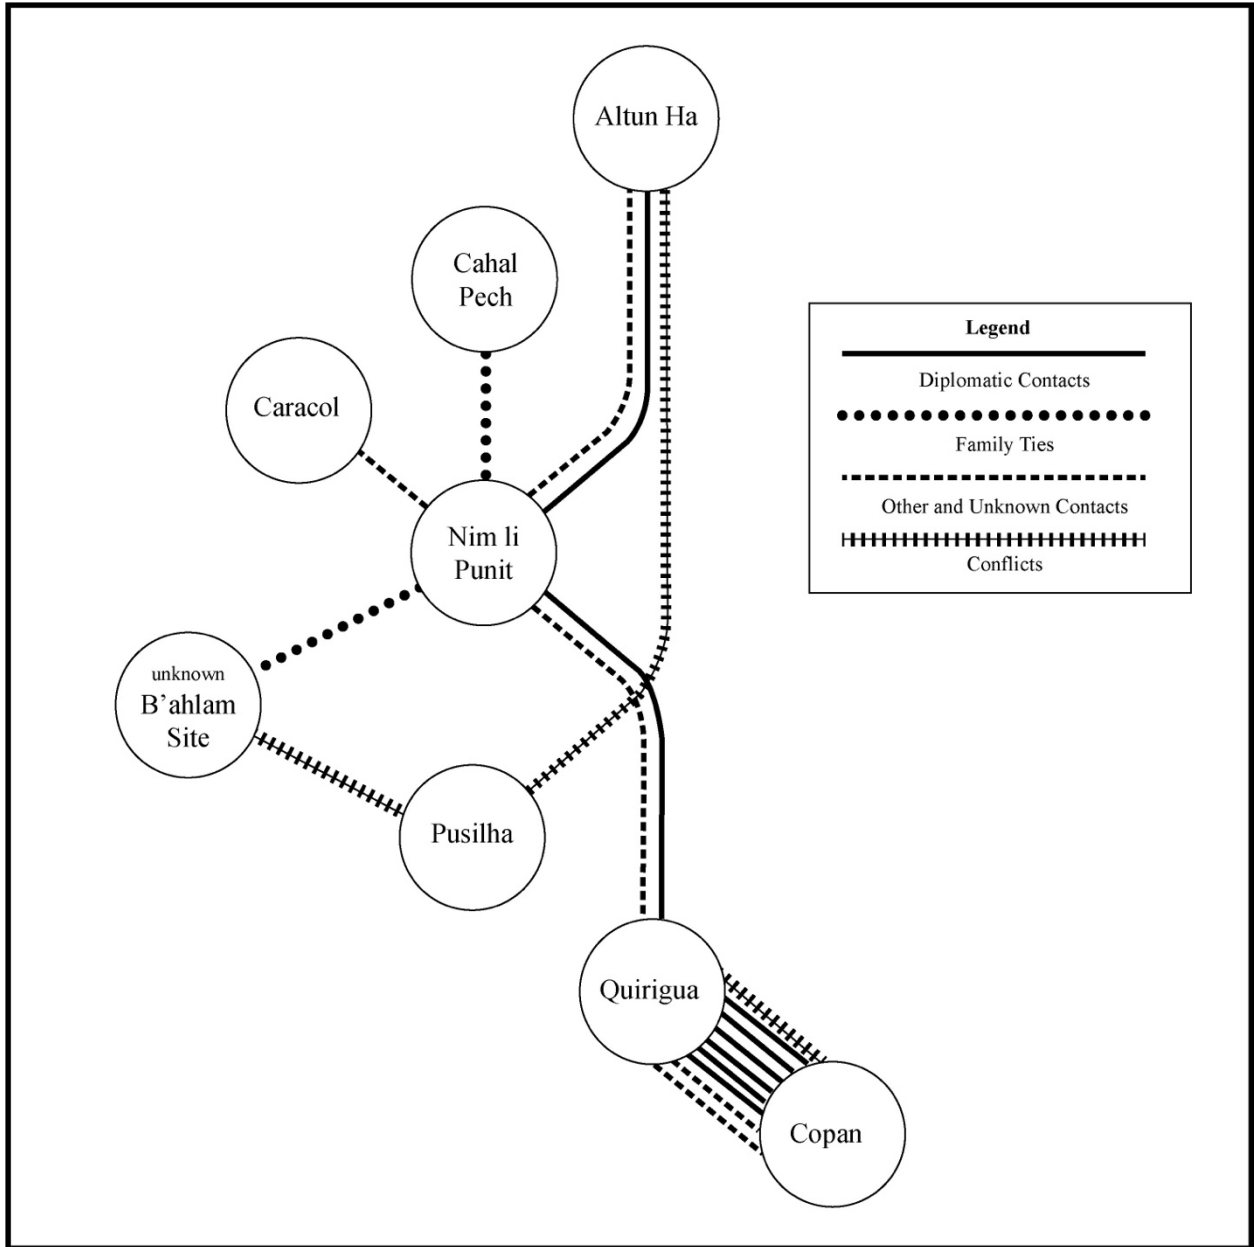 Altun Ha
Cahal
Pech
Caracol
Nim li
Punit
unknown
B'ahlam
Site
Pusilha
Quirigua
Copan
Legend
Diplomatic Contacts
Family Ties
Other and Unknown Contacts
Conflicts